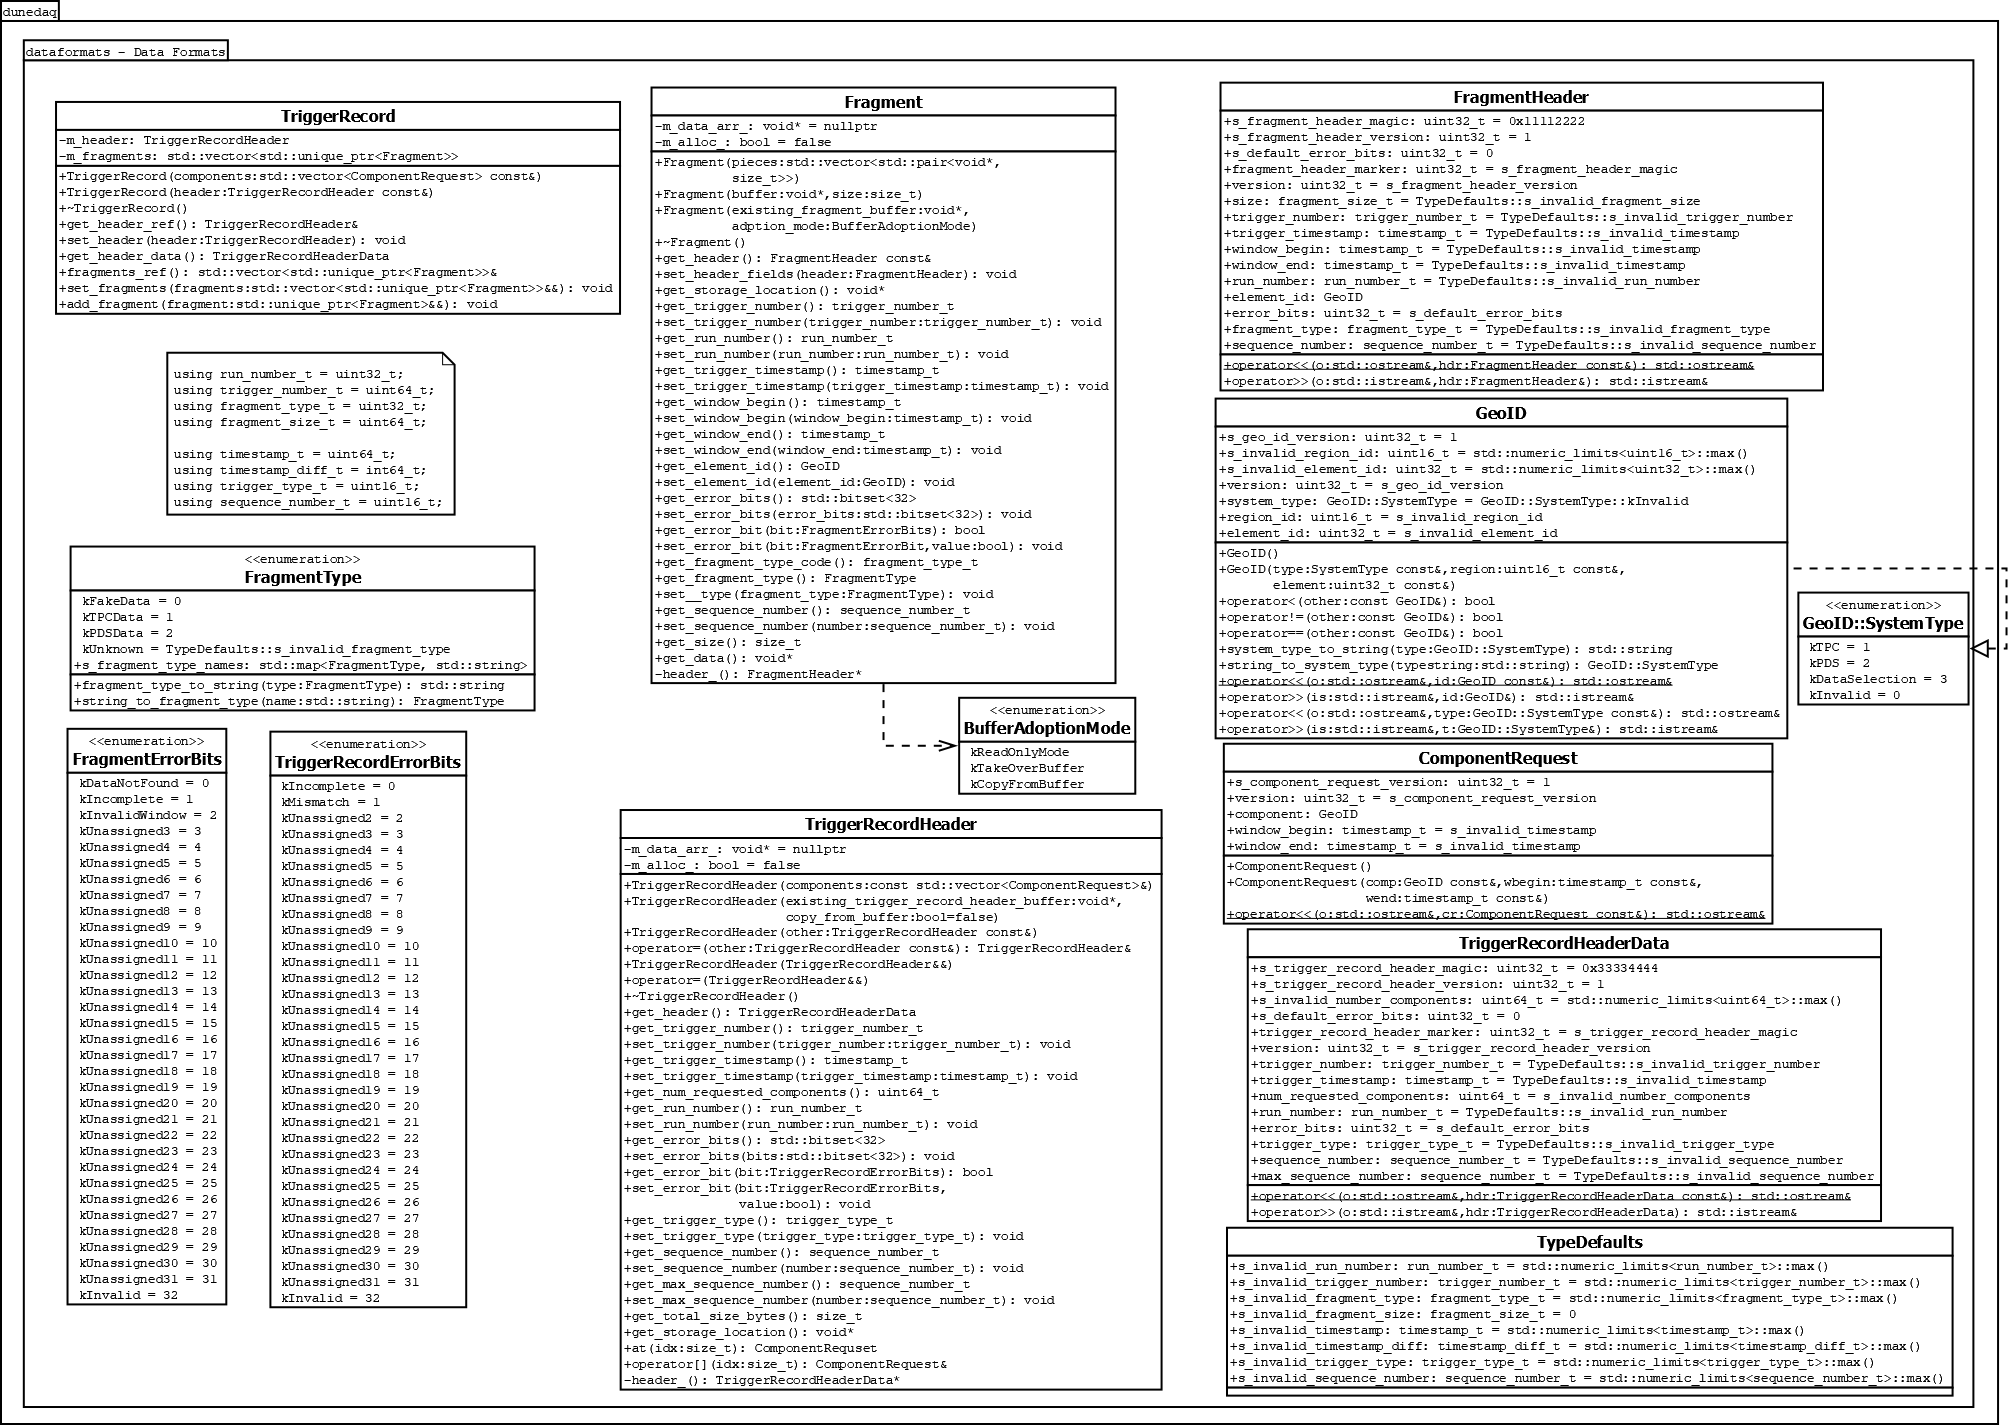 dunedaq
dataformats - Data Formats
TriggerRecord
-m_header: TriggerRecordHeader
-m_fragments: std::vector<std::unique_ptr<Fragment>>
+TriggerRecord(components:std::vector<ComponentRequest> const&)
+TriggerRecord(header:TriggerRecordHeader const&)
+~TriggerRecord()
+get_header_ref(): TriggerRecordHeader&
+set_header(header:TriggerRecordHeader): void
+get_header_data(): TriggerRecordHeaderData
+fragments_ref(): std::vector<std::unique_ptr<Fragment>>&
+set_fragments(fragments:std::vector<std::unique_ptr<Fragment>>&&): void
+add_fragment(fragment:std::unique_ptr<Fragment>&&): void
using run_number_t = uint32_t;
using trigger_number_t = uint64_t;
using fragment_type_t = uint32_t;
using fragment_size_t = uint64_t;
using timestamp_t = uint64_t;
using timestamp_diff_t = int64_t;
using trigger_type_t = uint16_t;
using sequence_number_t = uint16_t;
<<enumeration>>
FragmentType
kFakeData = 0
kTPCData = 1
kPDSData = 2
kUnknown = TypeDefaults::s_invalid_fragment_type
+s_fragment_type_names: std::map<FragmentType, std::string>
+fragment_type_to_string(type:FragmentType): std::string
+string_to_fragment_type(name:std::string): FragmentType
<<enumeration>>
FragmentErrorBits
kDataNotFound = 0
kIncomplete = 1
kInvalidWindow = 2
kUnassigned3 = 3
kUnassigned4 = 4
kUnassigned5 = 5
kUnassigned6 = 6
kUnassigned7 = 7
kUnassigned8 = 8
kUnassigned9 = 9
kUnassigned10 = 10
kUnassigned11 = 11
kUnassigned12 = 12
kUnassigned13 = 13
kUnassigned14 = 14
kUnassigned15 = 15
kUnassigned16 = 16
kUnassigned17 = 17
kUnassigned18 = 18
kUnassigned19 = 19
kUnassigned20 = 20
kUnassigned21 = 21
kUnassigned22 = 22
kUnassigned23 = 23
kUnassigned24 = 24
kUnassigned25 = 25
kUnassigned26 = 26
kUnassigned27 = 27
kUnassigned28 = 28
kUnassigned29 = 29
kUnassigned30 = 30
kUnassigned31 = 31
kInvalid = 32
<<enumeration>>
TriggerRecordErrorBits
kIncomplete = 0
kMismatch = 1
kUnassigned2 = 2
kUnassigned3 = 3
kUnassigned4 = 4
kUnassigned5 = 5
kUnassigned6 = 6
kUnassigned7 = 7
kUnassigned8 = 8
kUnassigned9 = 9
kUnassigned10 = 10
kUnassigned11 = 11
kUnassigned12 = 12
kUnassigned13 = 13
kUnassigned14 = 14
kUnassigned15 = 15
kUnassigned16 = 16
kUnassigned17 = 17
kUnassigned18 = 18
kUnassigned19 = 19
kUnassigned20 = 20
kUnassigned21 = 21
kUnassigned22 = 22
kUnassigned23 = 23
kUnassigned24 = 24
kUnassigned25 = 25
kUnassigned26 = 26
kUnassigned27 = 27
kUnassigned28 = 28
kUnassigned29 = 29
kUnassigned30 = 30
kUnassigned31 = 31
kInvalid = 32
Fragment
-m_data_arr_: void* = nullptr
-m_alloc_: bool = false
+Fragment(pieces:std::vector<std::pair<void*,
size_t>>)
+Fragment(buffer:void*,size:size_t)
+Fragment(existing_fragment_buffer:void*,
adption_mode:BufferAdoptionMode)
+~Fragment()
+get_header(): FragmentHeader const&
+set_header_fields(header:FragmentHeader): void
+get_storage_location(): void*
+get_trigger_number(): trigger_number_t
+set_trigger_number(trigger_number:trigger_number_t): void
+get_run_number(): run_number_t
+set_run_number(run_number:run_number_t): void
+get_trigger_timestamp(): timestamp_t
+set_trigger_timestamp(trigger_timestamp:timestamp_t): void
+get_window_begin(): timestamp_t
+set_window_begin(window_begin:timestamp_t): void
+get_window_end(): timestamp_t
+set_window_end(window_end:timestamp_t): void
+get_element_id(): GeoID
+set_element_id(element_id:GeoID): void
+get_error_bits(): std::bitset<32>
+set_error_bits(error_bits:std::bitset<32>): void
+get_error_bit(bit:FragmentErrorBits): bool
+set_error_bit(bit:FragmentErrorBit,value:bool): void
+get_fragment_type_code(): fragment_type_t
+get_fragment_type(): FragmentType
+set__type(fragment_type:FragmentType): void
+get_sequence_number(): sequence_number_t
+set_sequence_number(number:sequence_number_t): void
+get_size(): size_t
+get_data(): void*
-header_(): FragmentHeader*
<<enumeration>>
BufferAdoptionMode
kReadOnlyMode
kTakeOverBuffer
kCopyFromBuffer
TriggerRecordHeader
-m_data_arr_: void* = nullptr
-m_alloc_: bool = false
+TriggerRecordHeader(components:const std::vector<ComponentRequest>&)
+TriggerRecordHeader(existing_trigger_record_header_buffer:void*,
copy_from_buffer:bool=false)
+TriggerRecordHeader(other:TriggerRecordHeader const&)
+operator=(other:TriggerRecordHeader const&): TriggerRecordHeader&
+TriggerRecordHeader(TriggerRecordHeader&&)
+operator=(TriggerReordHeader&&)
+~TriggerRecordHeader()
+get_header(): TriggerRecordHeaderData
+get_trigger_number(): trigger_number_t
+set_trigger_number(trigger_number:trigger_number_t): void
+get_trigger_timestamp(): timestamp_t
+set_trigger_timestamp(trigger_timestamp:timestamp_t): void
+get_num_requested_components(): uint64_t
+get_run_number(): run_number_t
+set_run_number(run_number:run_number_t): void
+get_error_bits(): std::bitset<32>
+set_error_bits(bits:std::bitset<32>): void
+get_error_bit(bit:TriggerRecordErrorBits): bool
+set_error_bit(bit:TriggerRecordErrorBits,
value:bool): void
+get_trigger_type(): trigger_type_t
+set_trigger_type(trigger_type:trigger_type_t): void
+get_sequence_number(): sequence_number_t
+set_sequence_number(number:sequence_number_t): void
+get_max_sequence_number(): sequence_number_t
+set_max_sequence_number(number:sequence_number_t): void
+get_total_size_bytes(): size_t
+get_storage_location(): void*
+at(idx:size_t): ComponentRequset
+operator[](idx:size_t): ComponentRequest&
-header_(): TriggerRecordHeaderData*
FragmentHeader
+s_fragment_header_magic: uint32_t = 0x11112222
+s_fragment_header_version: uint32_t = 1
+s_default_error_bits: uint32_t = 0
+fragment_header_marker: uint32_t = s_fragment_header_magic
+version: uint32_t = s_fragment_header_version
+size: fragment_size_t = TypeDefaults::s_invalid_fragment_size
+trigger_number: trigger_number_t = TypeDefaults::s_invalid_trigger_number
+trigger_timestamp: timestamp_t = TypeDefaults::s_invalid_timestamp
+window_begin: timestamp_t = TypeDefaults::s_invalid_timestamp
+window_end: timestamp_t = TypeDefaults::s_invalid_timestamp
+run_number: run_number_t = TypeDefaults::s_invalid_run_number
+element_id: GeoID
+error_bits: uint32_t = s_default_error_bits
+fragment_type: fragment_type_t = TypeDefaults::s_invalid_fragment_type
+sequence_number: sequence_number_t = TypeDefaults::s_invalid_sequence_number
+operator<<(o:std::ostream&,hdr:FragmentHeader const&): std::ostream&
+operator>>(o:std::istream&,hdr:FragmentHeader&): std::istream&
GeoID
+s_geo_id_version: uint32_t = 1
+s_invalid_region_id: uint16_t = std::numeric_limits<uint16_t>::max()
+s_invalid_element_id: uint32_t = std::numeric_limits<uint32_t>::max()
+version: uint32_t = s_geo_id_version
+system_type: GeoID::SystemType = GeoID::SystemType::kInvalid
+region_id: uint16_t = s_invalid_region_id
+element_id: uint32_t = s_invalid_element_id
+GeoID()
+GeoID(type:SystemType const&,region:uint16_t const&,
element:uint32_t const&)
+operator<(other:const GeoID&): bool
+operator!=(other:const GeoID&): bool
+operator==(other:const GeoID&): bool
+system_type_to_string(type:GeoID::SystemType): std::string
+string_to_system_type(typestring:std::string): GeoID::SystemType
+operator<<(o:std::ostream&,id:GeoID const&): std::ostream&
+operator>>(is:std::istream&,id:GeoID&): std::istream&
+operator<<(o:std::ostream&,type:GeoID::SystemType const&): std::ostream&
+operator>>(is:std::istream&,t:GeoID::SystemType&): std::istream&
<<enumeration>>
GeoID::SystemType
kTPC = 1
kPDS = 2
kDataSelection = 3
kInvalid = 0
ComponentRequest
+s_component_request_version: uint32_t = 1
+version: uint32_t = s_component_request_version
+component: GeoID
+window_begin: timestamp_t = s_invalid_timestamp
+window_end: timestamp_t = s_invalid_timestamp
+ComponentRequest()
+ComponentRequest(comp:GeoID const&,wbegin:timestamp_t const&,
wend:timestamp_t const&)
+operator<<(o:std::ostream&,cr:ComponentRequest const&): std::ostream&
TriggerRecordHeaderData
+s_trigger_record_header_magic: uint32_t = 0x33334444
+s_trigger_record_header_version: uint32_t = 1
+s_invalid_number_components: uint64_t = std::numeric_limits<uint64_t>::max()
+s_default_error_bits: uint32_t = 0
+trigger_record_header_marker: uint32_t = s_trigger_record_header_magic
+version: uint32_t = s_trigger_record_header_version
+trigger_number: trigger_number_t = TypeDefaults::s_invalid_trigger_number
+trigger_timestamp: timestamp_t = TypeDefaults::s_invalid_timestamp
+num_requested_components: uint64_t = s_invalid_number_components
+run_number: run_number_t = TypeDefaults::s_invalid_run_number
+error_bits: uint32_t = s_default_error_bits
+trigger_type: trigger_type_t = TypeDefaults::s_invalid_trigger_type
+sequence_number: sequence_number_t = TypeDefaults::s_invalid_sequence_number
+max_sequence_number: sequence_number_t = TypeDefaults::s_invalid_sequence_number
+operator<<(o:std::ostream&,hdr:TriggerRecordHeaderData const&): std::ostream&
+operator>>(o:std::istream&,hdr:TriggerRecordHeaderData): std::istream&
TypeDefaults
+s_invalid_run_number: run_number_t = std::numeric_limits<run_number_t>::max()
+s_invalid_trigger_number: trigger_number_t = std::numeric_limits<trigger_number_t>::max()
+s_invalid_fragment_type: fragment_type_t = std::numeric_limits<fragment_type_t>::max()
+s_invalid_fragment_size: fragment_size_t = 0
+s_invalid_timestamp: timestamp_t = std::numeric_limits<timestamp_t>::max()
+s_invalid_timestamp_diff: timestamp_diff_t = std::numeric_limits<timestamp_diff_t>::max()
+s_invalid_trigger_type: trigger_type_t = std::numeric_limits<trigger_type_t>::max()
+s_invalid_sequence_number: sequence_number_t = std::numeric_limits<sequence_number_t>::max()